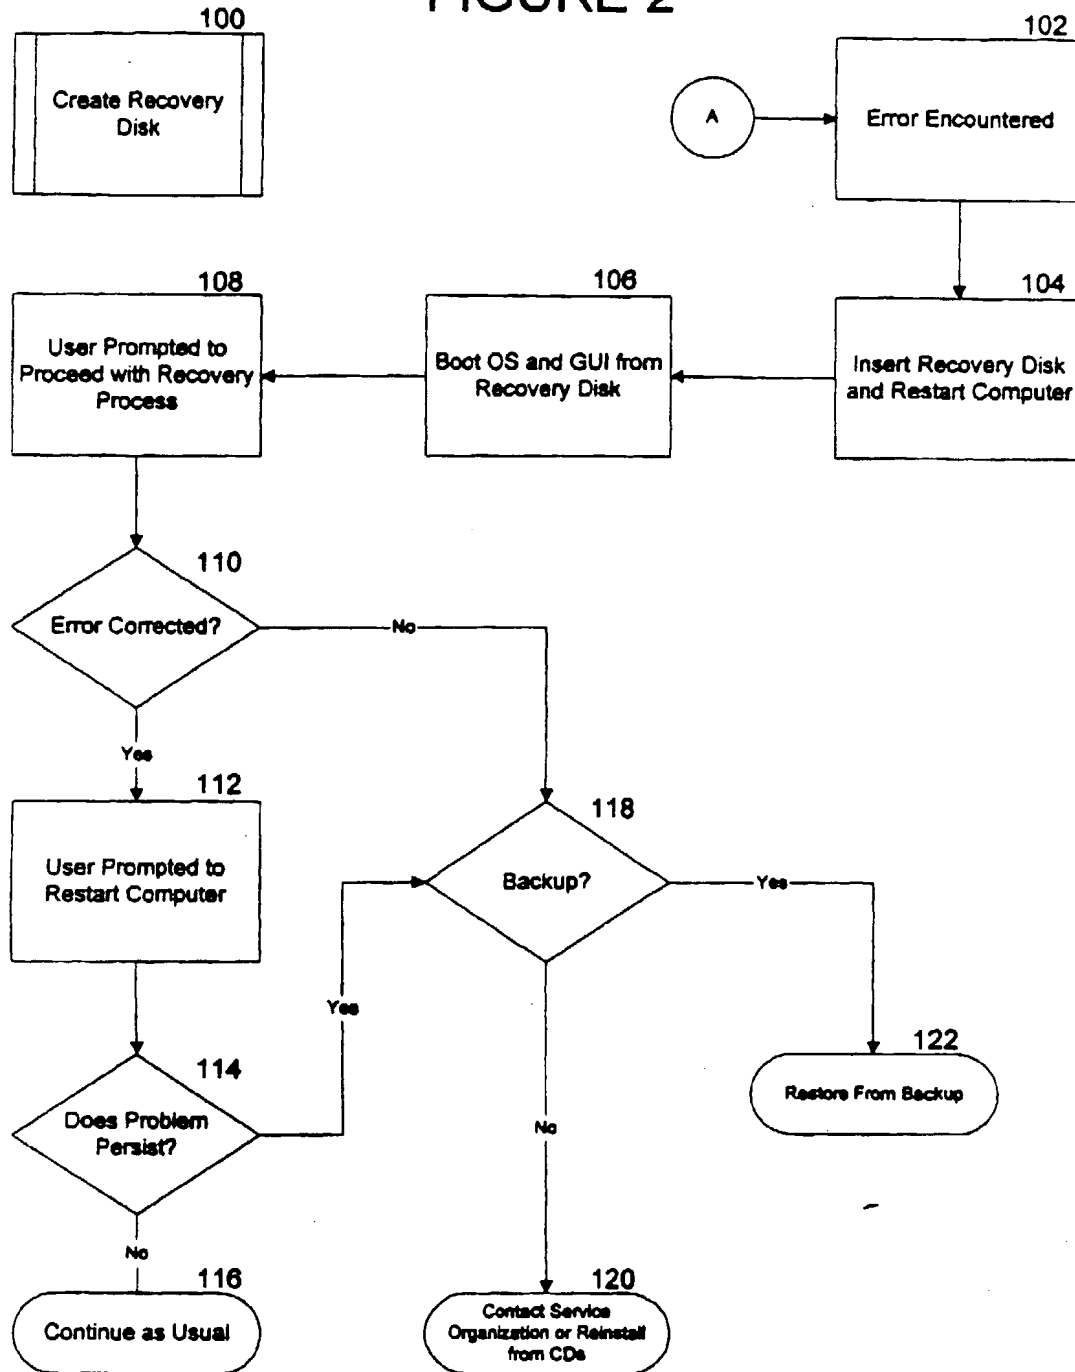 FIGURE 2
100
Create Recovery
Disk
A
102
Error Encountered
108
User Prompted to
Proceed with Recovery
Process
106
Boot OS and GUI from
Recovery Disk
104
Insert Recovery Disk
and Restart Computer
110
Error Corrected?
No
Yes
112
User Prompted to
Restart Computer
118
Backup?
Yes
Yes
114
Does Problem
Persist?
122
Restore From Backup
No
No
116
Continue as Usual
120
Contact Service
Organization or Reinstall
from CDs